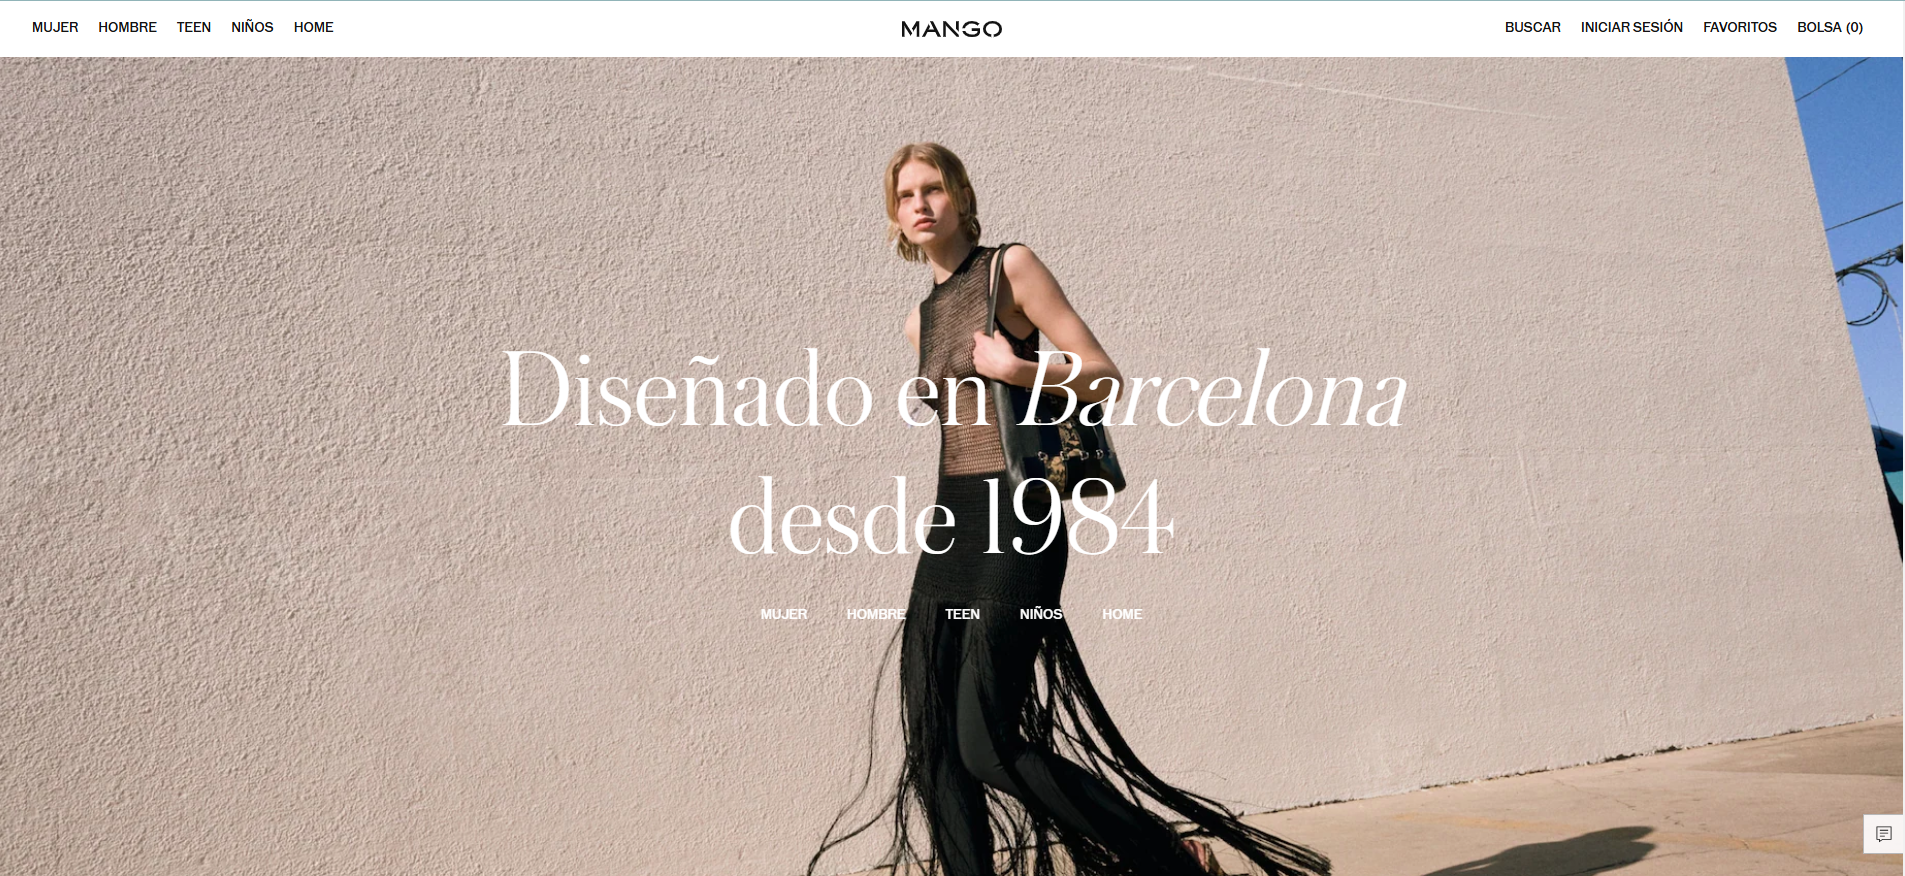 MUJER HOMBRE TEEN NIÑOS HOME
MANGO
BUSCAR INICIAR SESIÓN FAVORITOS BOLSA (0)
Diseñado en Barcelona
desde 1984
MUJER HOMBRE TEEN NIÑOS HOME